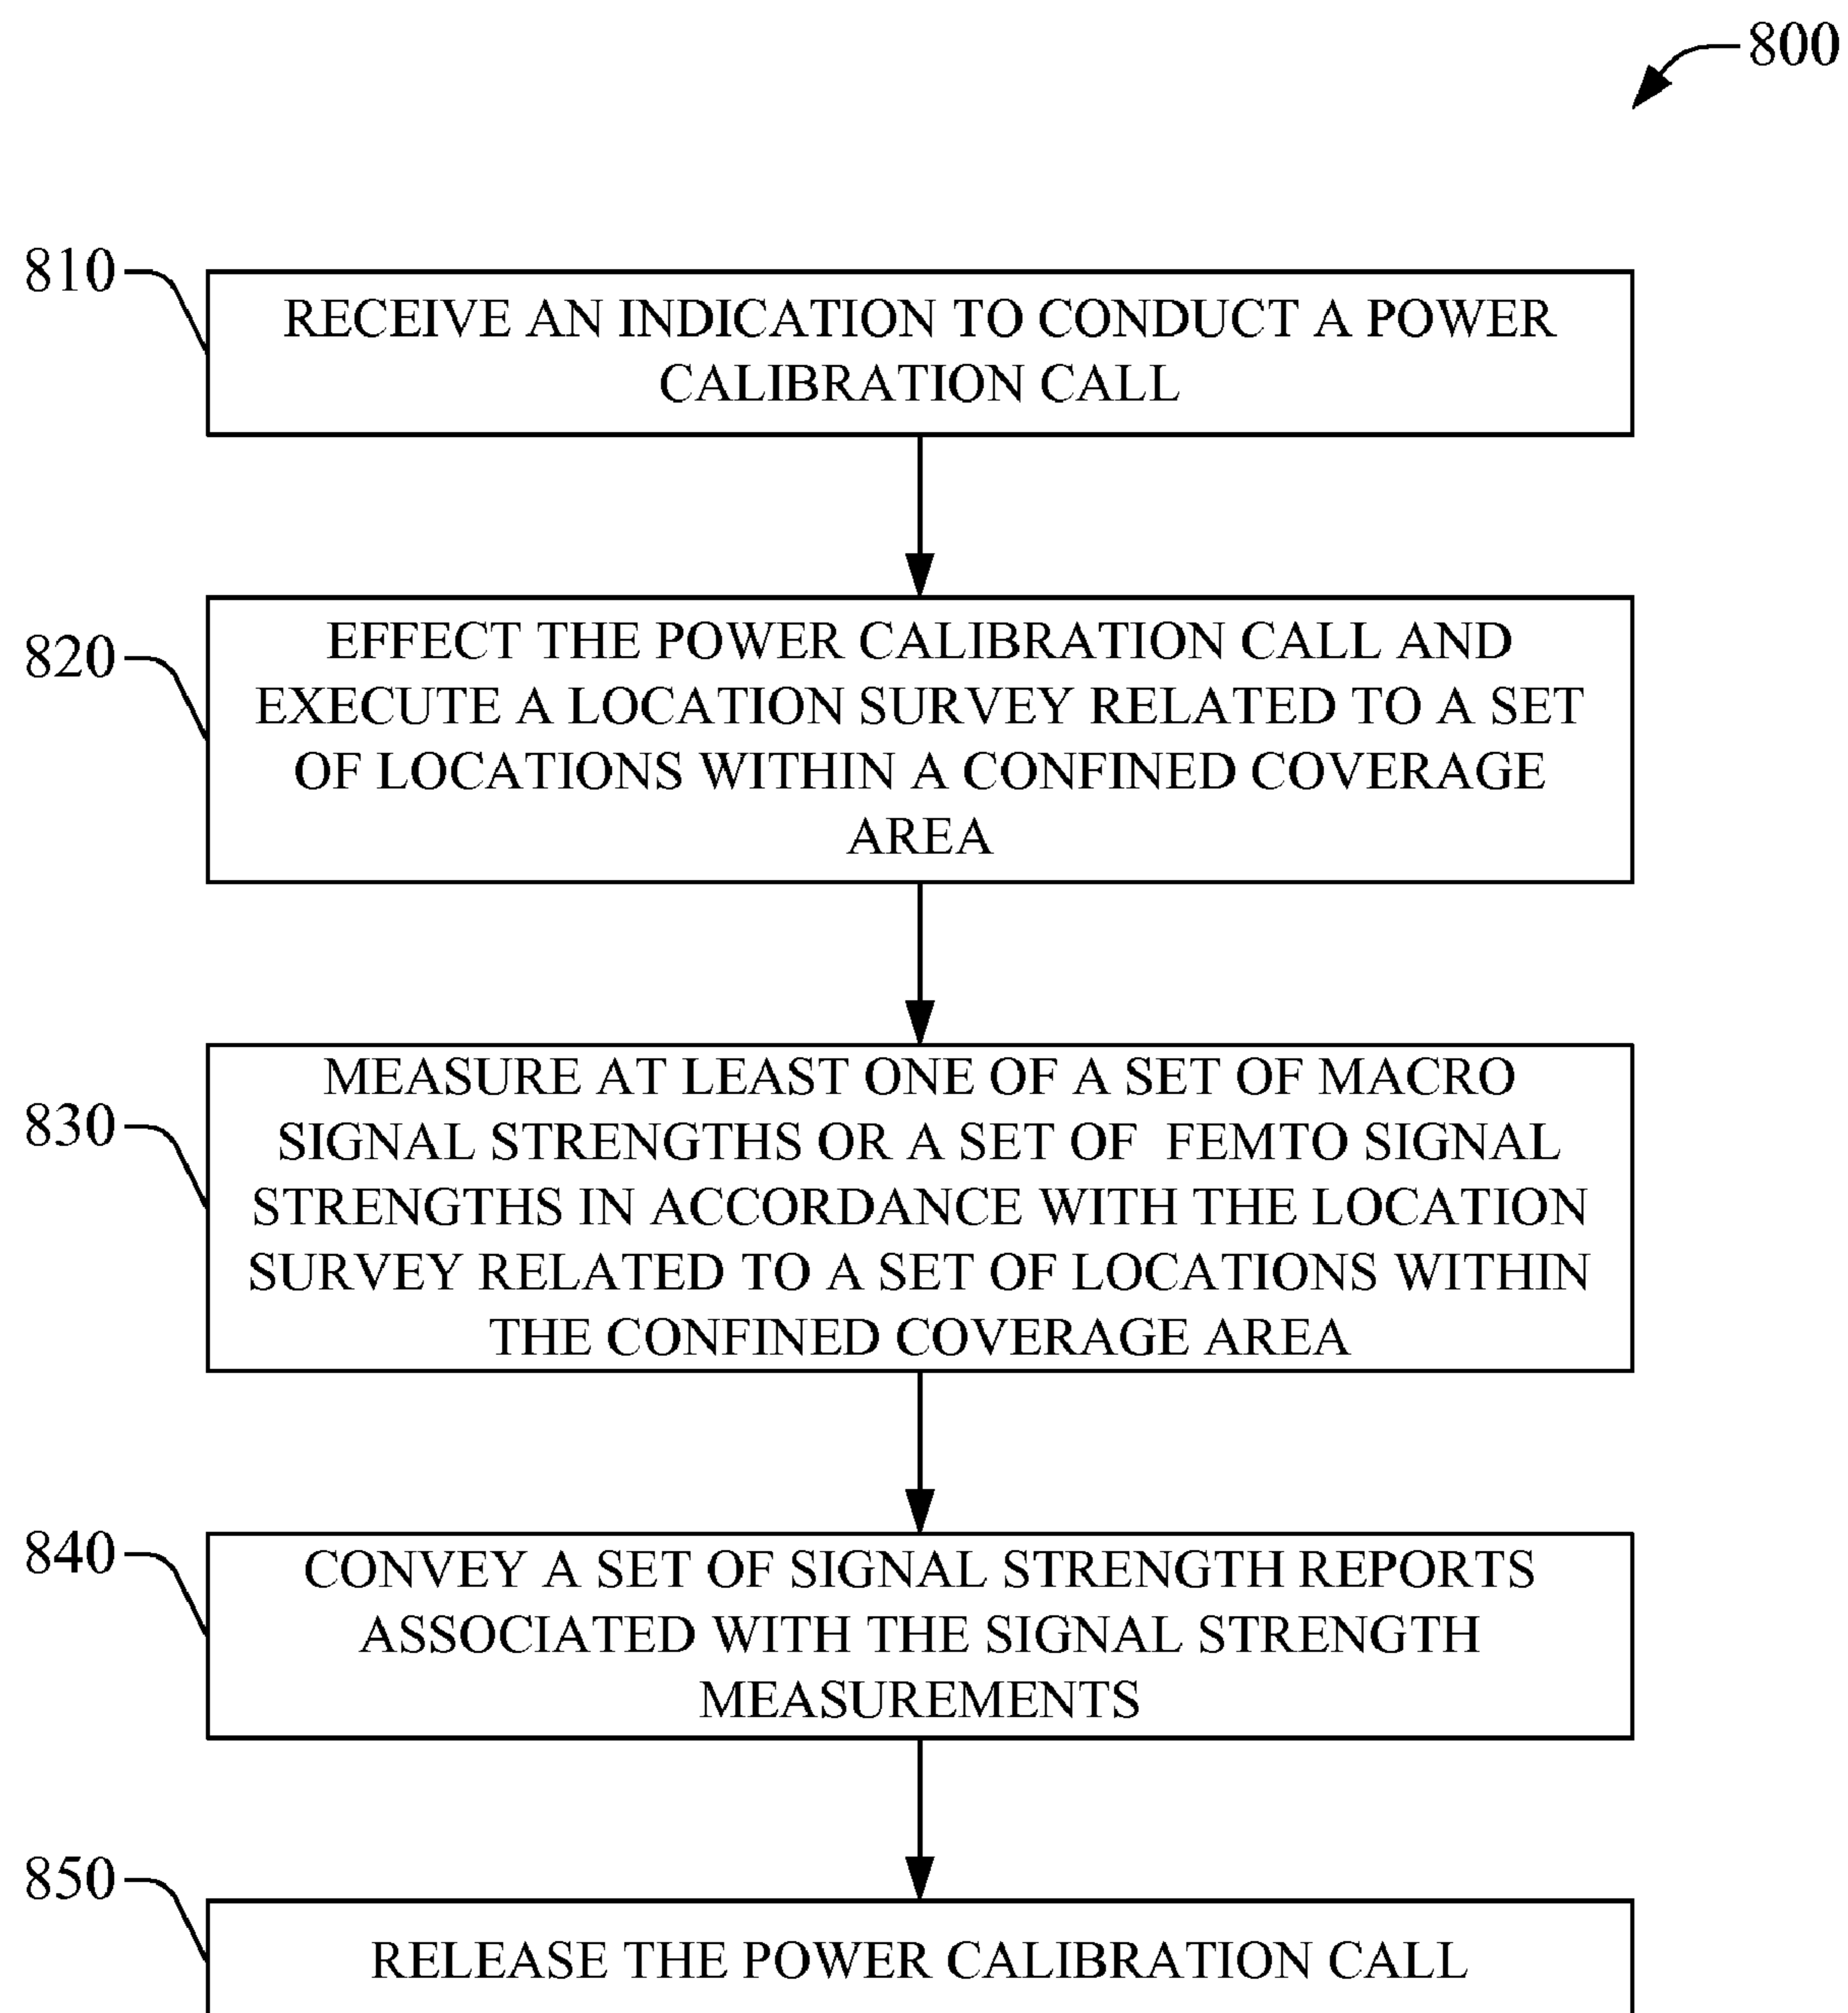 800
810
RECEIVE AN INDICATION TO CONDUCT A POWER
CALIBRATION CALL
820
EFFECT THE POWER CALIBRATION CALL AND
EXECUTE A LOCATION SURVEY RELATED TO A SET
OF LOCATIONS WITHIN A CONFINED COVERAGE
AREA
830
MEASURE AT LEAST ONE OF A SET OF MACRO
SIGNAL STRENGTHS OR A SET OF FEMTO SIGNAL
STRENGTHS IN ACCORDANCE WITH THE LOCATION
SURVEY RELATED TO A SET OF LOCATIONS WITHIN
THE CONFINED COVERAGE AREA
840
CONVEY A SET OF SIGNAL STRENGTH REPORTS
ASSOCIATED WITH THE SIGNAL STRENGTH
MEASUREMENTS
850
RELEASE THE POWER CALIBRATION CALL